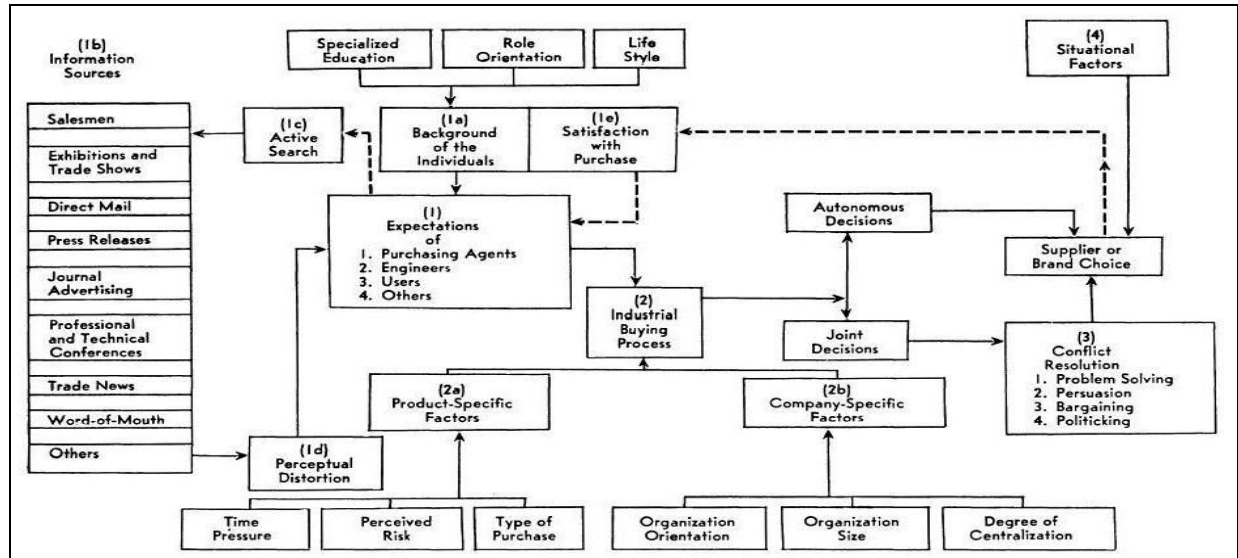 (1b)
Information
Sources
Salesmen
Exhibitions and
Trade Shows
Direct Mail
Press Releases
Journal
Advertising
Professional
and Technical
Conferences
Trade News
Word-of-Mouth
Others
Specialized
Education
Role
Orientation
Life
Style
(1c)
Active
Search
(1a)
Background
of the
Individuals
(1e)
Satisfaction
with
Purchase
(1)
Expectations
of
1. Purchasing Agents
2. Engineers
3. Users
4. Others
(1d)
Perceptual
Distortion
(2)
Industrial
Buying
Process
(2a)
Product-Specific
Factors
(2b)
Company-Specific
Factors
Time
Pressure
Perceived
Risk
Type of
Purchase
Organization
Orientation
Organization
Size
Degree of
Centralization
Autonomous
Decisions
Joint
Decisions
(4)
Situational
Factors
Supplier or
Brand Choice
(3)
Conflict
Resolution
1. Problem Solving
2. Persuasion
3. Bargaining
4. Politicking